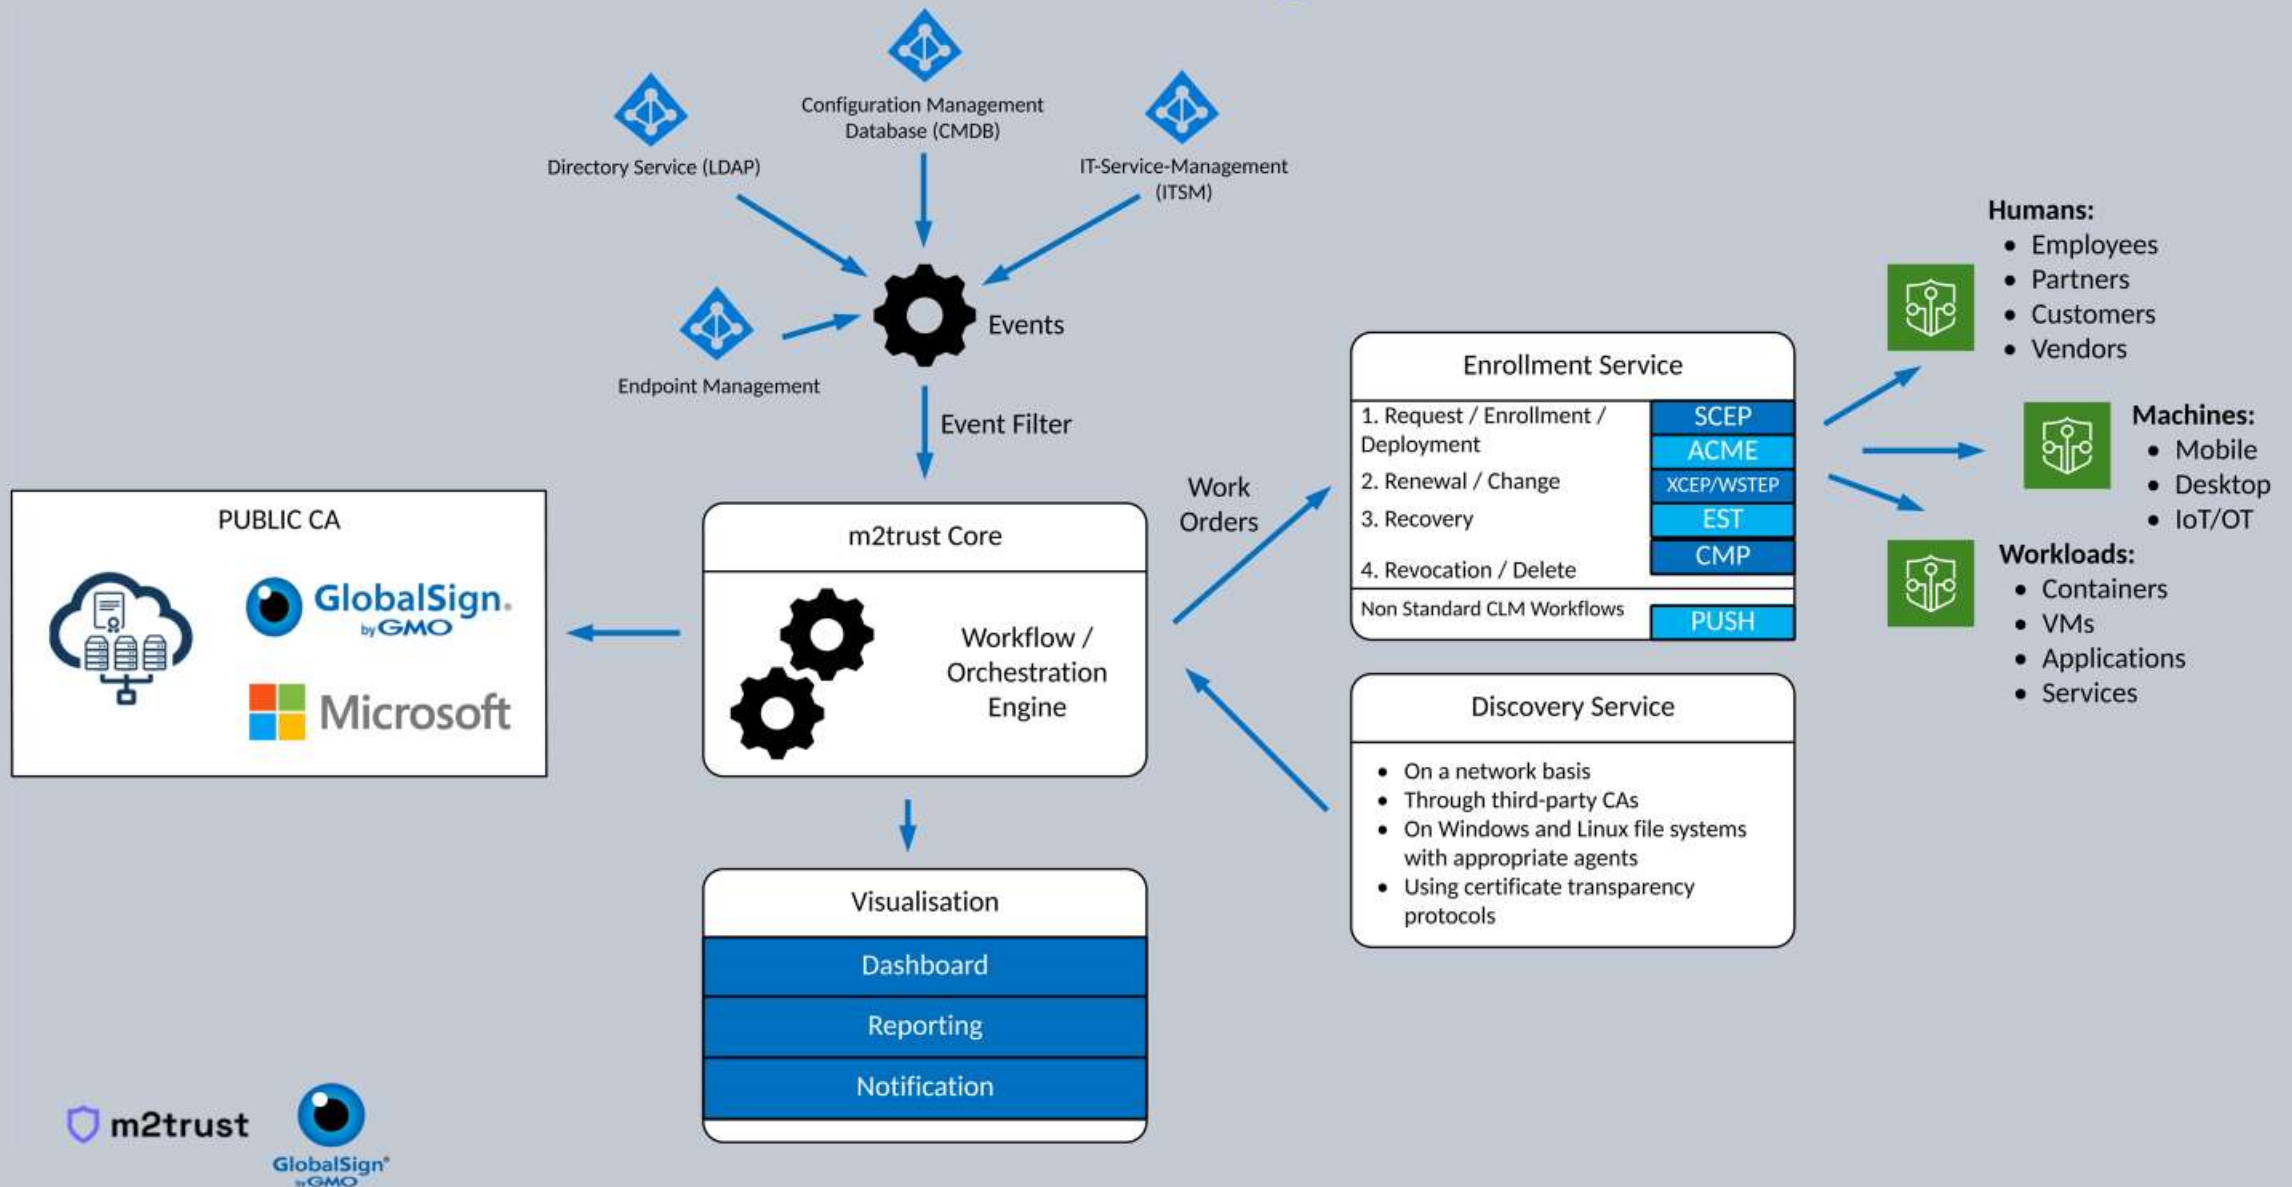 Configuration Management
Database (CMDB)
Directory Service (LDAP)
IT-Service-Management
(ITSM)
Events
Endpoint Management
Event Filter
PUBLIC CA
GlobalSign.
by GMO
Microsoft
m2trust Core
Workflow /
Orchestration
Engine
Work
Orders
Enrollment Service
1. Request / Enrollment /
Deployment
2. Renewal / Change
3. Recovery
4. Revocation / Delete
SCEP
ACME
XCEP/WSTEP
EST
CMP
Non Standard CLM Workflows
PUSH
Humans:
• Employees
• Partners
• Customers
• Vendors
Machines:
• Mobile
• Desktop
• IoT/OT
Workloads:
• Containers
• VMs
• Applications
• Services
Discovery Service
• On a network basis
• Through third-party CAs
• On Windows and Linux file systems
with appropriate agents
• Using certificate transparency
protocols
Visualisation
Dashboard
Reporting
Notification
m2trust
GlobalSign®
by GMO